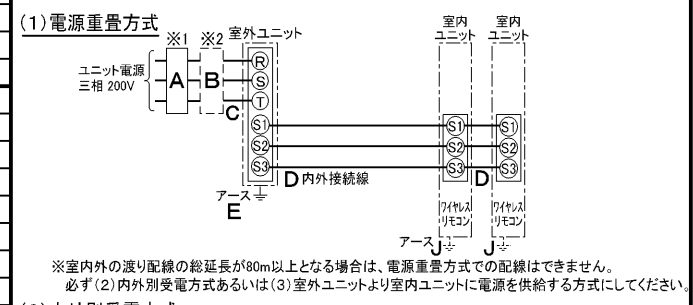 (1)電源重畳方式
※1 ※2 室外ユニット
室内
ユニット
室内
ユニット
ユニット電源
三相 200V
A
B
C
R
S
T
S1
S2
S3
S1
S2
S3
S1
S2
S3
D 内外接続線
D
アース
E
ワイヤレス
リモコン
ワイヤレス
リモコン
アース J
J
※室内外の渡り配線の総延長が80m以上となる場合は、電源重畳方式での配線はできません。
必ず(2)内外別受電方式あるいは(3)室外ユニットより室内ユニットに電源を供給する方式にしてください。